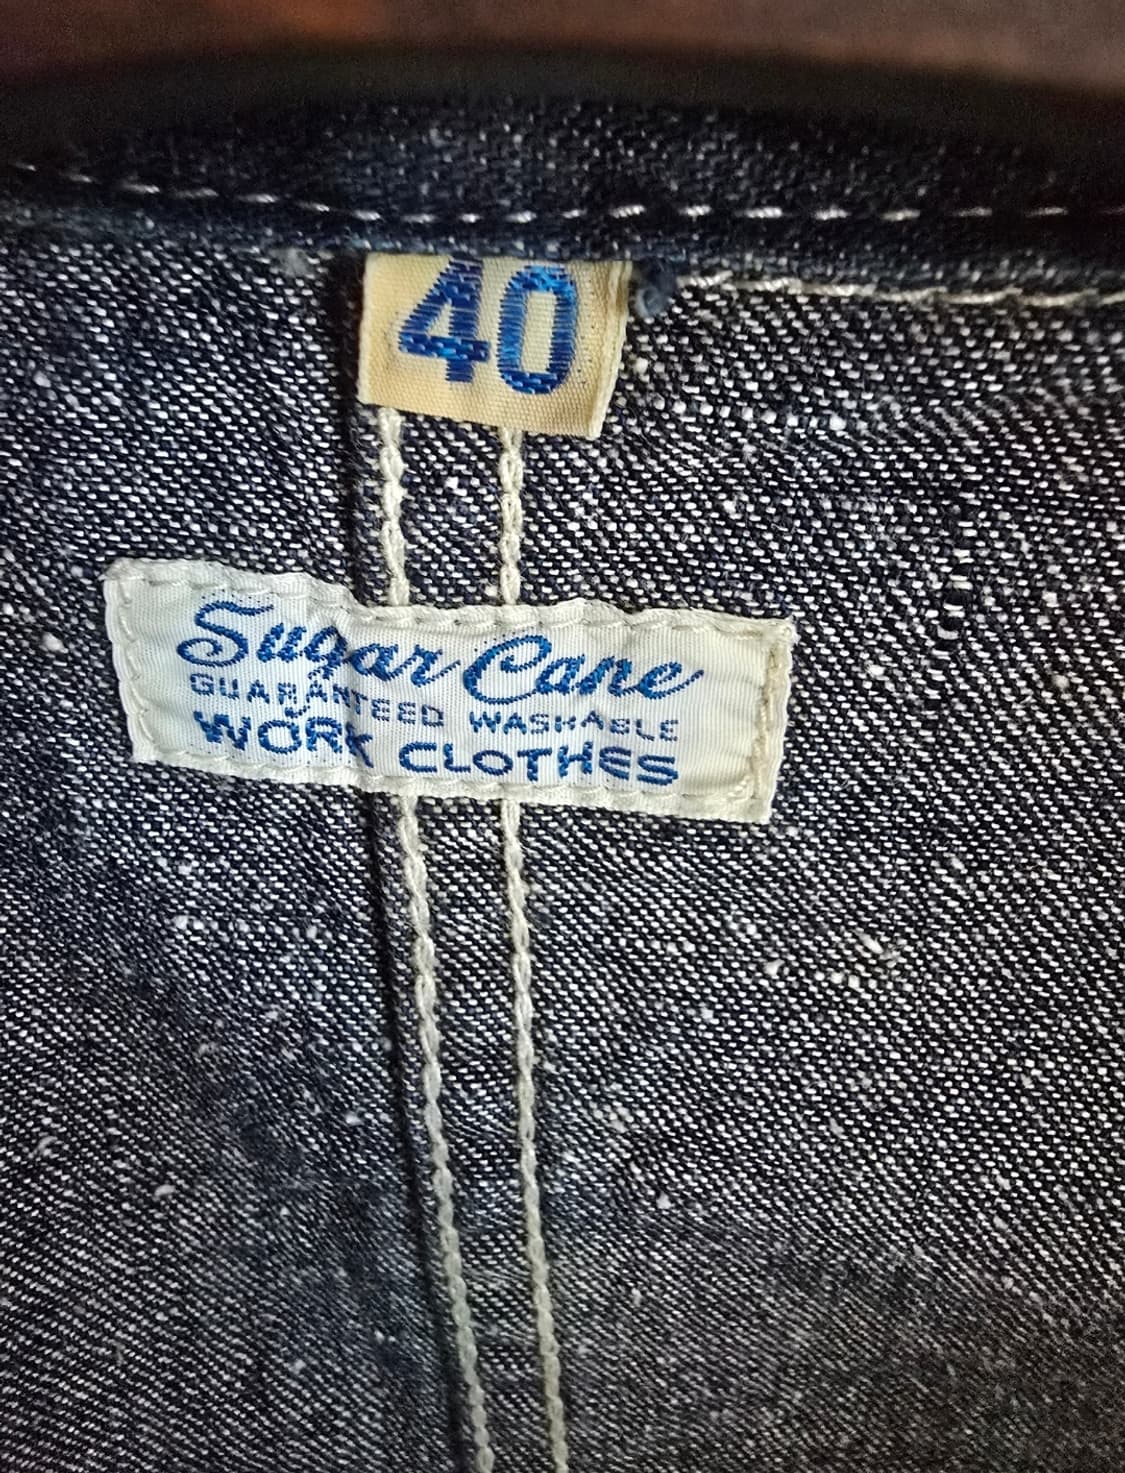 40
Sugar Cane
GUARANTEED WASHABLE
WORK CLOTHES